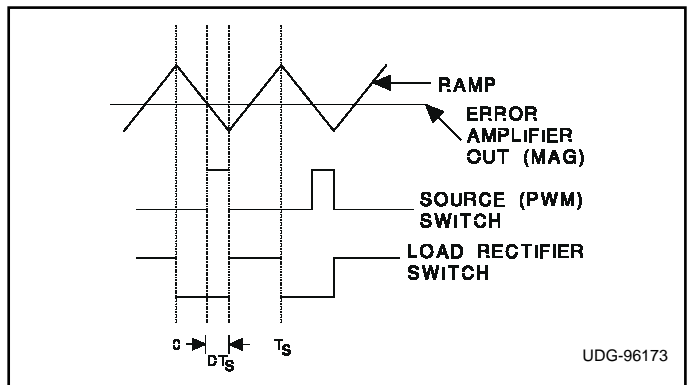 RAMP
ERROR
AMPLIFIER
OUT (MAG)
SOURCE (PWM)
SWITCH
LOAD RECTIFIER
SWITCH
0
DTS
TS
UDG-96173